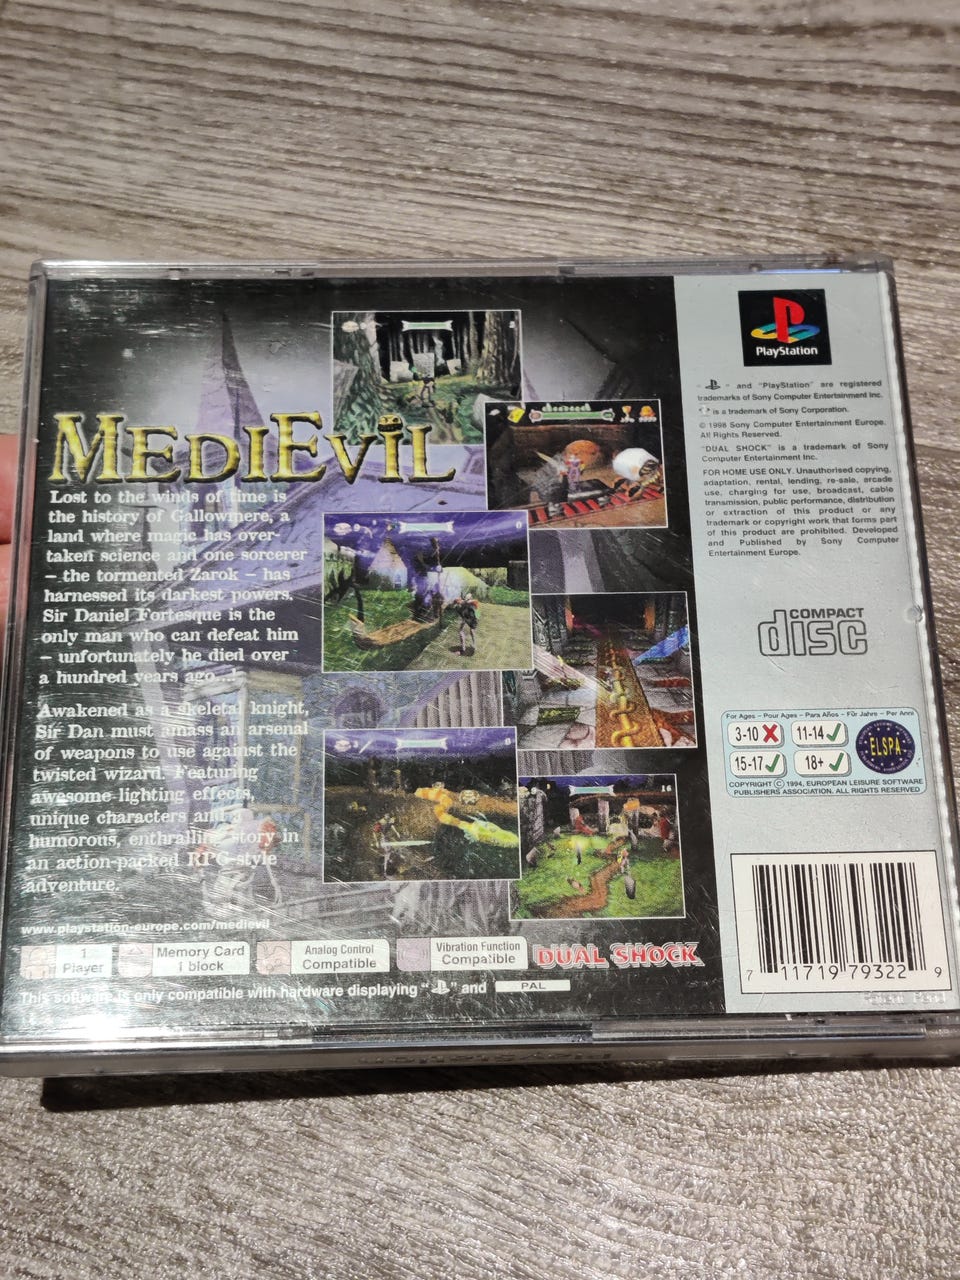 MEDIEVIL
Lost to the winds of time is
the history of Gallowmere, a
land where magic has over-
taken science and one sorcerer
– the tormented Zarok – has
harnessed its darkest powers.
Sir Daniel Fortesque is the
only man who can defeat him
– unfortunately he died over
a hundred years ago...!
Awakened as a skeletal knight,
Sir Dan must amass an arsenal
of weapons to use against the
twisted wizard. Featuring
awesome lighting effects,
unique characters and a
humorous, enthralling story in
an action-packed RPG-style
adventure.
www.playstation-europe.com/medievil
1
Player
Memory Card
1 block
Analog Control
Compatible
Vibration Function
Compatible
DUAL SHOCK
This software is only compatible with hardware displaying " " and PAL
PlayStation
" " and "PlayStation" are registered
trademarks of Sony Computer Entertainment Inc.
is a trademark of Sony Corporation.
© 1998 Sony Computer Entertainment Europe.
All Rights Reserved.
"DUAL SHOCK" is a trademark of Sony
Computer Entertainment Inc.
FOR HOME USE ONLY. Unauthorised copying,
adaptation, rental, lending, re-sale, arcade
use, charging for use, broadcast, cable
transmission, public performance, distribution
or extraction of this product or any
trademark or copyright work that forms part
of this product are prohibited. Developed
and Published by Sony Computer
Entertainment Europe.
COMPACT
disc
For Ages – Pour Ages – Para Años – Für Jahre – Per Anni
3-10 11-14
15-17 18+
ELSPA
COPYRIGHT © 1994, EUROPEAN LEISURE SOFTWARE
PUBLISHERS ASSOCIATION. ALL RIGHTS RESERVED
7 11719 79322 9